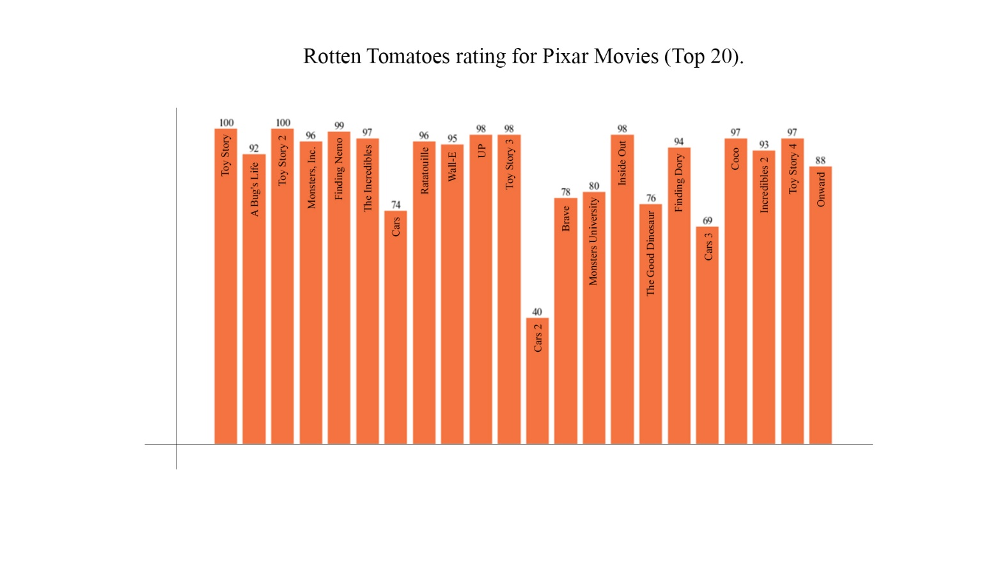 Rotten Tomatoes rating for Pixar Movies (Top 20).
100
Toy Story
92
A Bug's Life
100
Toy Story 2
96
Monsters, Inc.
99
Finding Nemo
97
The Incredibles
74
Cars
96
Ratatouille
95
Wall-E
98
UP
98
Toy Story 3
40
Cars 2
78
Brave
80
Monsters University
98
Inside Out
76
The Good Dinosaur
94
Finding Dory
69
Cars 3
97
Coco
93
Incredibles 2
97
Toy Story 4
88
Onward